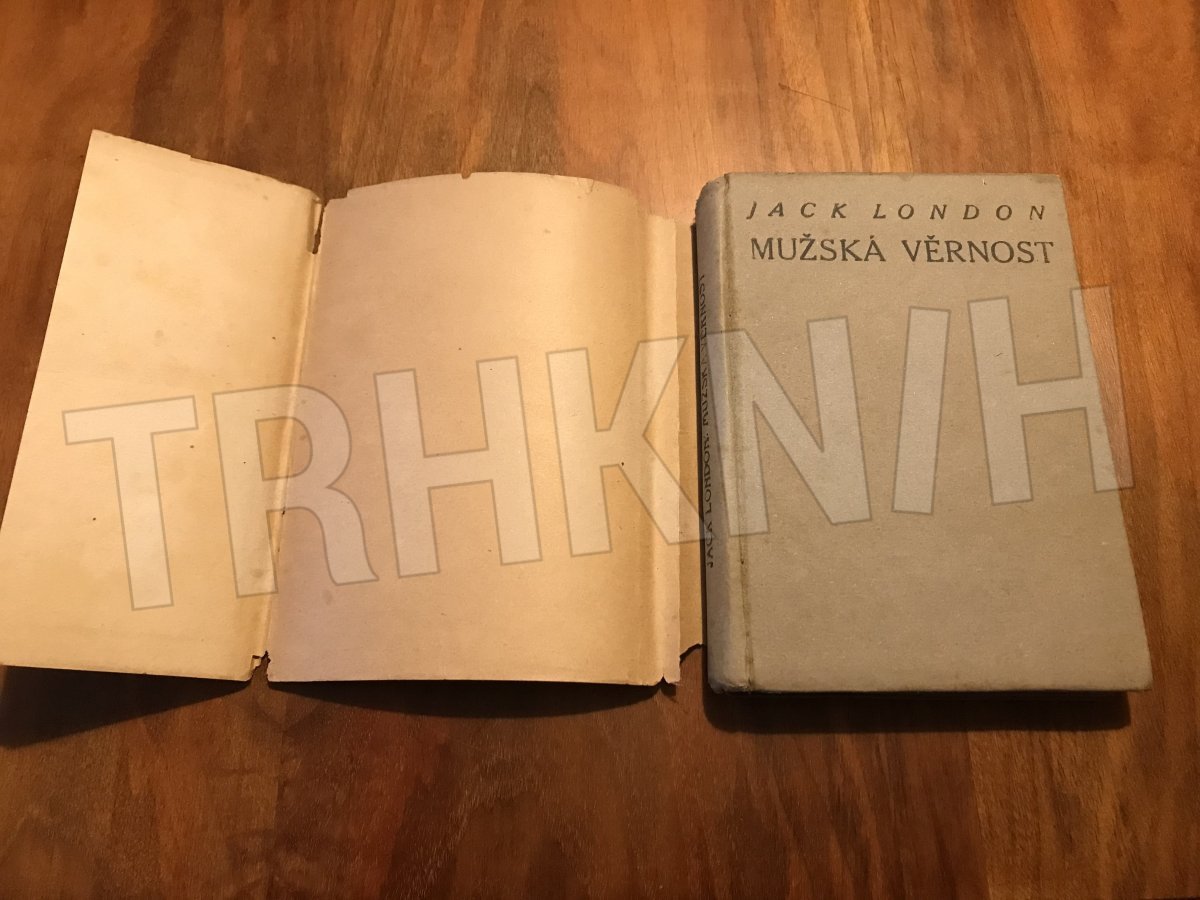 JACK LONDON
MUŽSKÁ VĚRNOST
JACK LONDON: MUŽSKÁ VĚRNOST
TRHKNIH